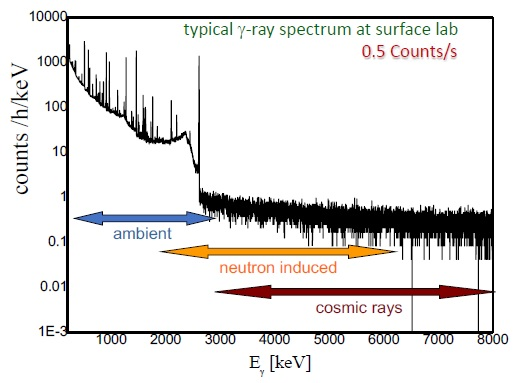 typical γ-ray spectrum at surface lab
0.5 Counts/s
counts /h/keV
10000
1000
100
10
1
0.1
0.01
1E-3
ambient
neutron induced
cosmic rays
1000 2000 3000 4000 5000 6000 7000 8000
Eγ [keV]